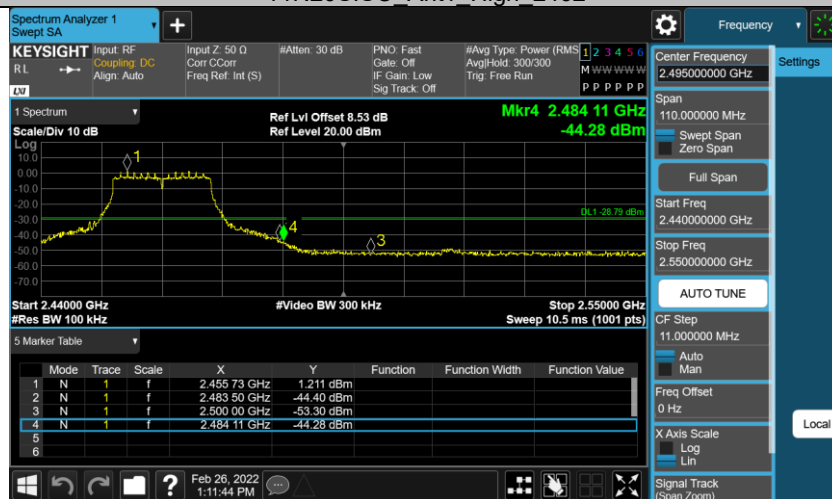 Spectrum Analyzer 1
Swept SA
Frequency
KEYSIGHT
RL
LXI
Input: RF
Coupling: DC
Align: Auto
Input Z: 50 Ω
Corr CCorr
Freq Ref: Int (S)
#Atten: 30 dB
PNO: Fast
Gate: Off
IF Gain: Low
Sig Track: Off
#Avg Type: Power (RMS
Avg|Hold: 300/300
Trig: Free Run
1 2 3 4 5 6
M W W W W W
P P P P P P
1 Spectrum
Scale/Div 10 dB
Ref Lvl Offset 8.53 dB
Ref Level 20.00 dBm
Mkr4 2.484 11 GHz
-44.28 dBm
Log
10.0
0.00
-10.0
-20.0
-30.0
-40.0
-50.0
-60.0
-70.0
1
4
3
DL1 -28.79 dBm
Start 2.44000 GHz
#Res BW 100 kHz
#Video BW 300 kHz
Stop 2.55000 GHz
Sweep 10.5 ms (1001 pts)
5 Marker Table
Mode Trace Scale X Y Function Function Width Function Value
1 N 1 f 2.455 73 GHz 1.211 dBm
2 N 1 f 2.483 50 GHz -44.40 dBm
3 N 1 f 2.500 00 GHz -53.30 dBm
4 N 1 f 2.484 11 GHz -44.28 dBm
5
6
?
Feb 26, 2022
1:11:44 PM
Center Frequency
2.495000000 GHz
Span
110.000000 MHz
Swept Span
Zero Span
Full Span
Start Freq
2.440000000 GHz
Stop Freq
2.550000000 GHz
AUTO TUNE
CF Step
11.000000 MHz
Auto
Man
Freq Offset
0 Hz
X Axis Scale
Log
Lin
Signal Track
(Span Zoom)
Settings
Local